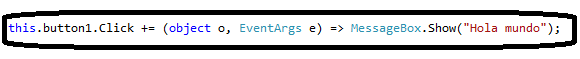 this.button1.Click += (object o, EventArgs e) => MessageBox.Show("Hola mundo");